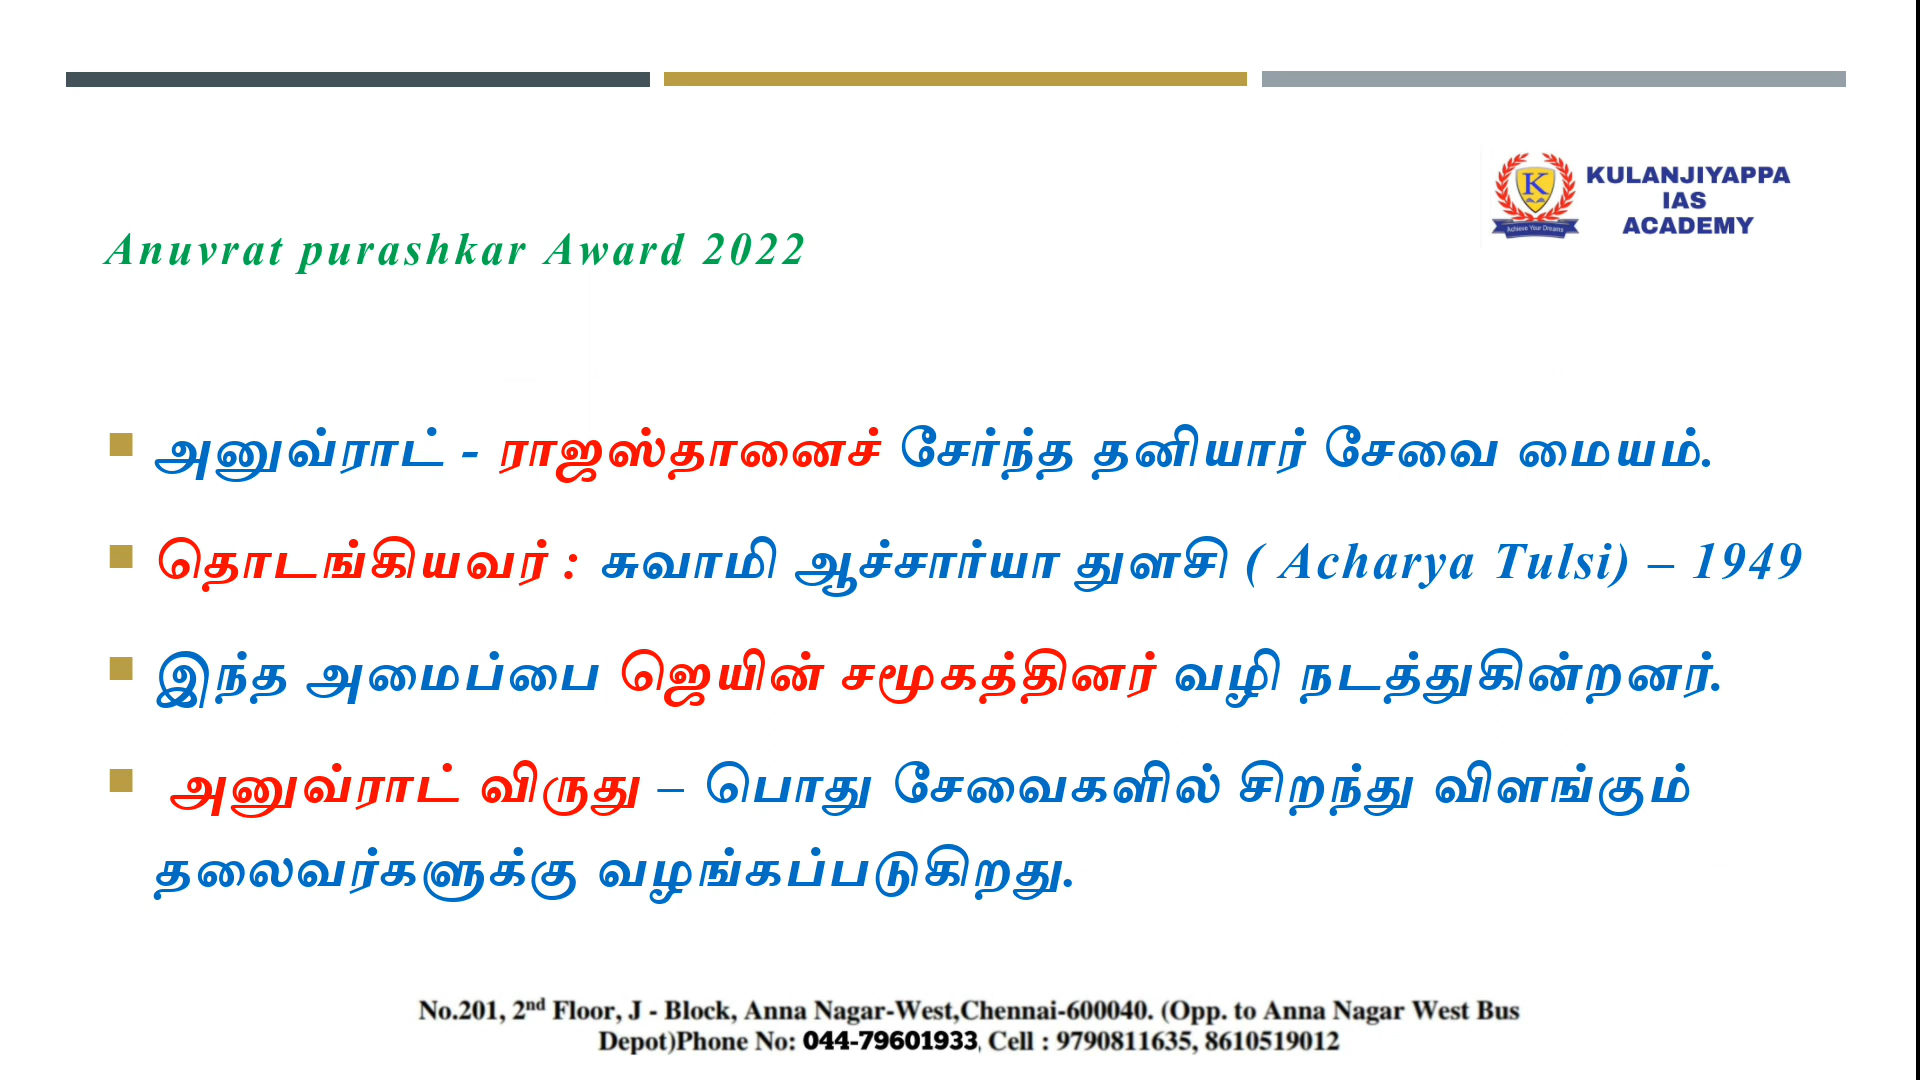 KULANJIYAPPA
IAS
ACADEMY
Achieve Your Dreams
Anuvrat purashkar Award 2022
அனுவ்ராட் - ராஜஸ்தானைச் சேர்ந்த தனியார் சேவை மையம்.
தொடங்கியவர் : சுவாமி ஆச்சார்யா துளசி ( Acharya Tulsi) – 1949
இந்த அமைப்பை ஜெயின் சமூகத்தினர் வழி நடத்துகின்றனர்.
அனுவ்ராட் விருது – பொது சேவைகளில் சிறந்து விளங்கும்
தலைவர்களுக்கு வழங்கப்படுகிறது.
No.201, 2nd Floor, J - Block, Anna Nagar-West,Chennai-600040. (Opp. to Anna Nagar West Bus
Depot)Phone No: 044-79601933, Cell : 9790811635, 8610519012